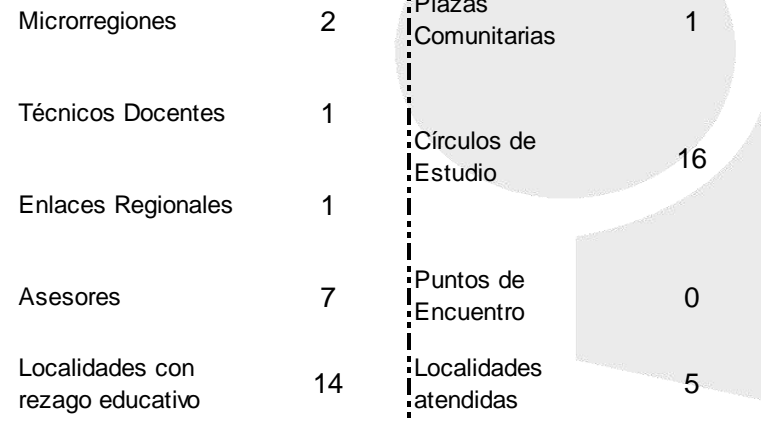 Microrregiones 2
Técnicos Docentes 1
Enlaces Regionales 1
Asesores 7
Localidades con
rezago educativo 14
Plazas
Comunitarias 1
Círculos de
Estudio 16
Puntos de
Encuentro 0
Localidades
atendidas 5